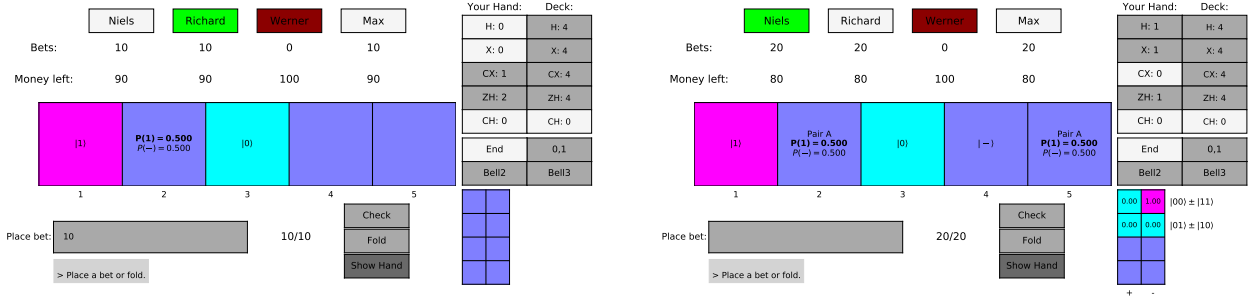 Niels Richard Werner Max Your Hand: Deck:
Bets: 10 10 0 10
Money left: 90 90 100 90
H: 0 H: 4
X: 0 X: 4
CX: 1 CX: 4
ZH: 2 ZH: 4
CH: 0 CH: 0
End 0,1
Bell2 Bell3
|1⟩ P(1) = 0.500 |0⟩
P(−) = 0.500
1 2 3 4 5
Place bet: 10 10/10 Check
Fold
Show Hand
> Place a bet or fold.
Niels Richard Werner Max Your Hand: Deck:
Bets: 20 20 0 20
Money left: 80 80 100 80
H: 1 H: 4
X: 1 X: 4
CX: 0 CX: 4
ZH: 1 ZH: 4
CH: 0 CH: 0
End 0,1
Bell2 Bell3
|1⟩ Pair A |0⟩ |−⟩ Pair A
P(1) = 0.500 P(1) = 0.500
P(−) = 0.500 P(−) = 0.500
1 2 3 4 5
0.00 1.00 |00⟩ ± |11⟩
0.00 0.00 |01⟩ ± |10⟩
+ -
Place bet: 20/20 Check
Fold
Show Hand
> Place a bet or fold.